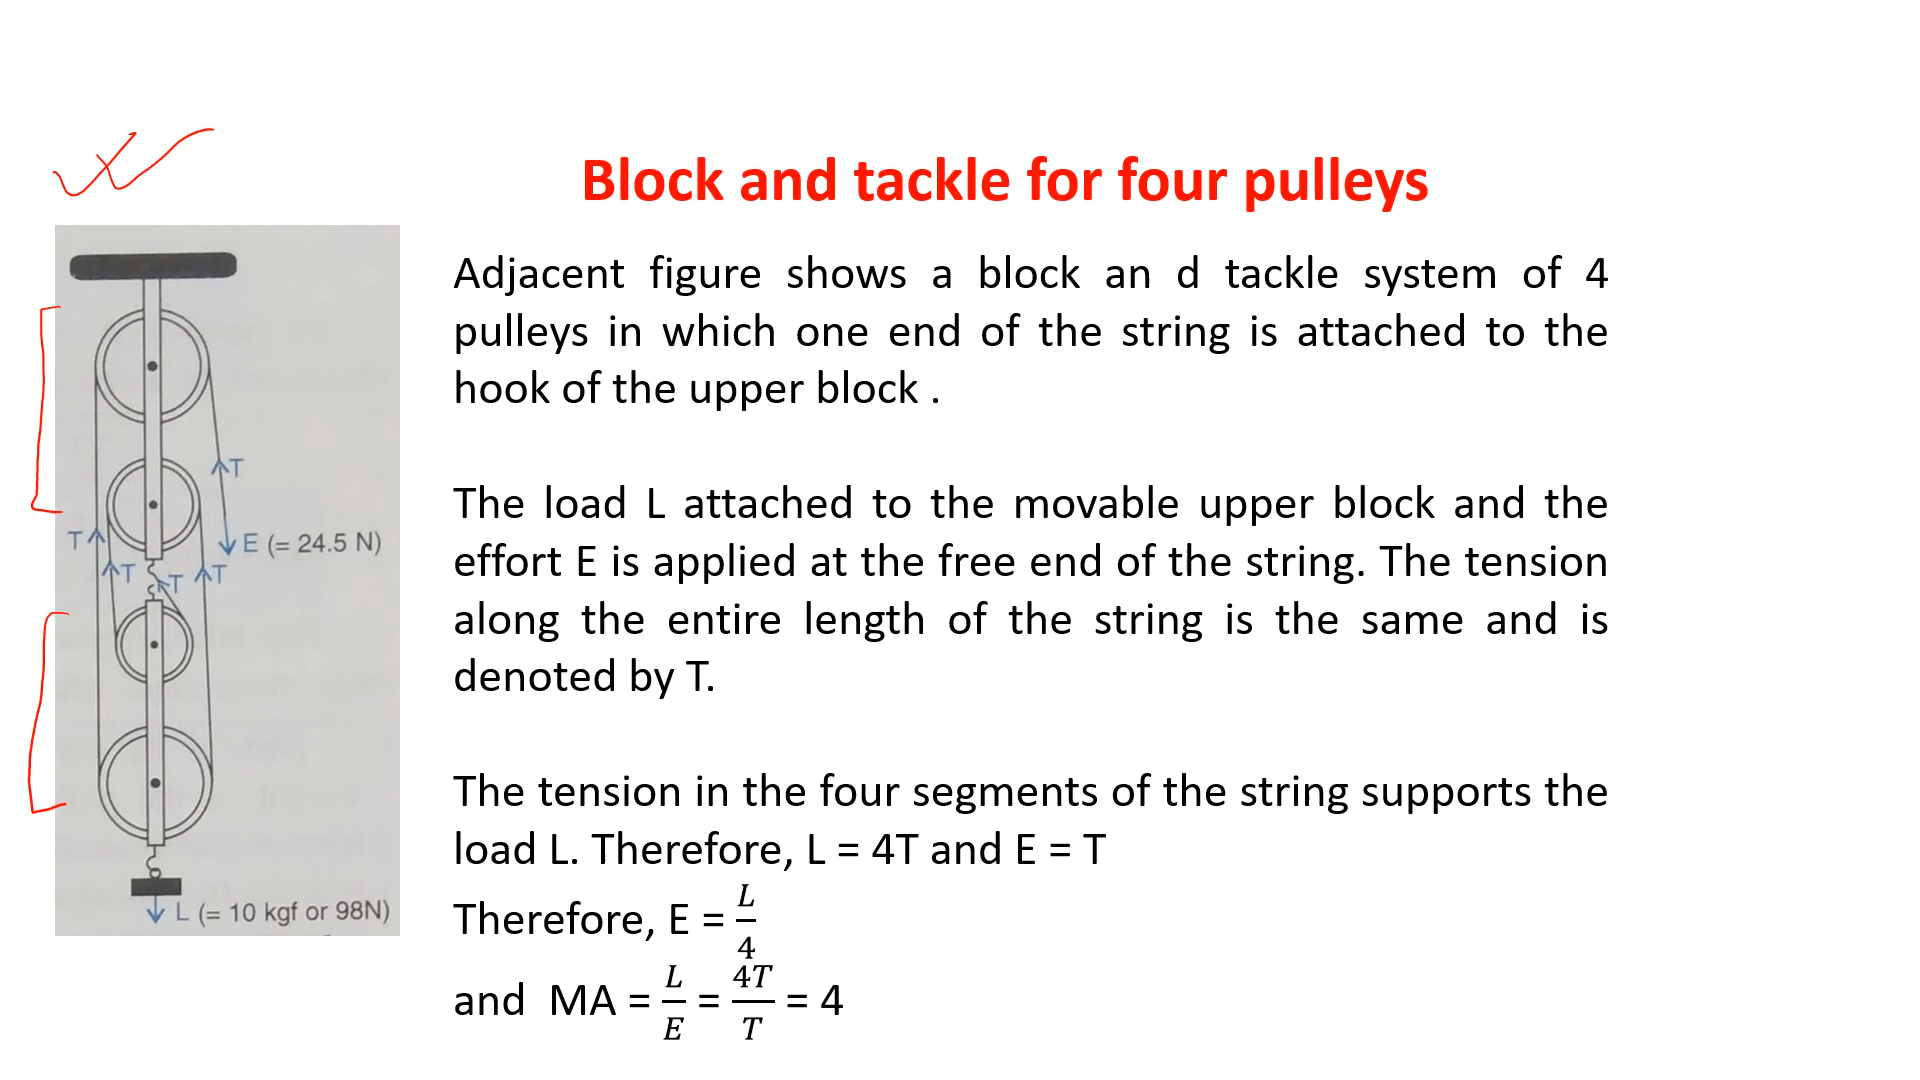 Block and tackle for four pulleys
Adjacent figure shows a block an d tackle system of 4
pulleys in which one end of the string is attached to the
hook of the upper block .
The load L attached to the movable upper block and the
effort E is applied at the free end of the string. The tension
along the entire length of the string is the same and is
denoted by T.
The tension in the four segments of the string supports the
load L. Therefore, L = 4T and E = T
Therefore, E = L/4
and MA = L/E = 4T/T = 4
T
T
E (= 24.5 N)
T
T
T
L (= 10 kgf or 98N)